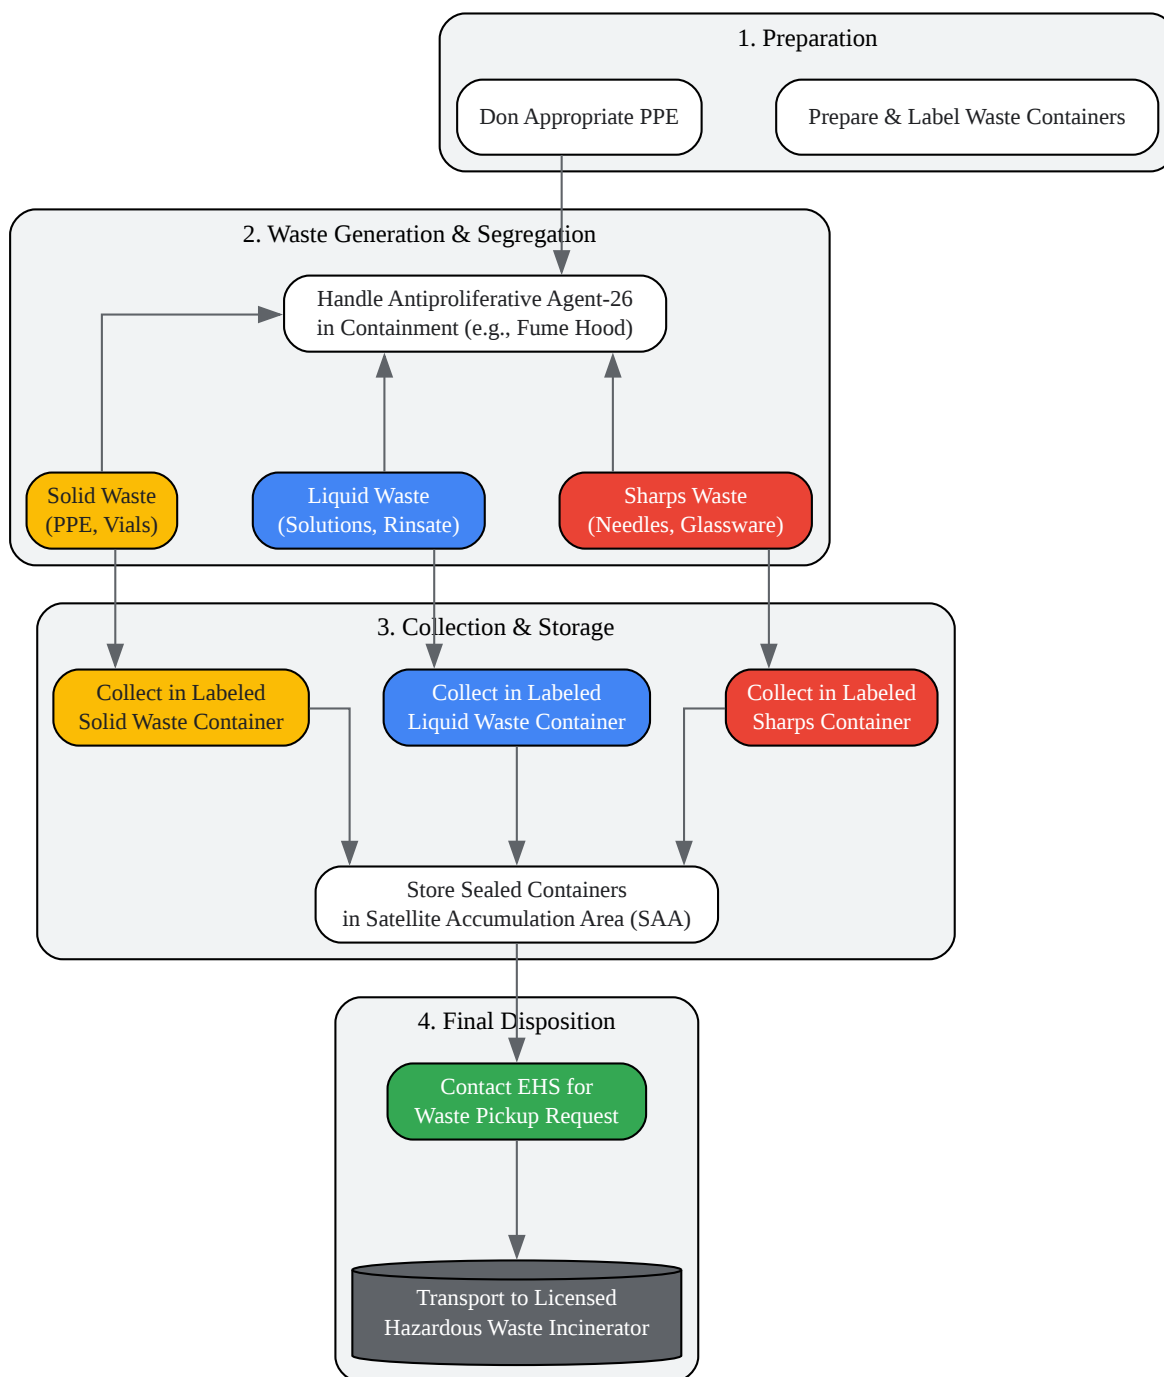 1. Preparation
Don Appropriate PPE
Prepare & Label Waste Containers
2. Waste Generation & Segregation
Handle Antiproliferative Agent-26
in Containment (e.g., Fume Hood)
Solid Waste
(PPE, Vials)
Liquid Waste
(Solutions, Rinsate)
Sharps Waste
(Needles, Glassware)
3. Collection & Storage
Collect in Labeled
Solid Waste Container
Collect in Labeled
Liquid Waste Container
Collect in Labeled
Sharps Container
Store Sealed Containers
in Satellite Accumulation Area (SAA)
4. Final Disposition
Contact EHS for
Waste Pickup Request
Transport to Licensed
Hazardous Waste Incinerator